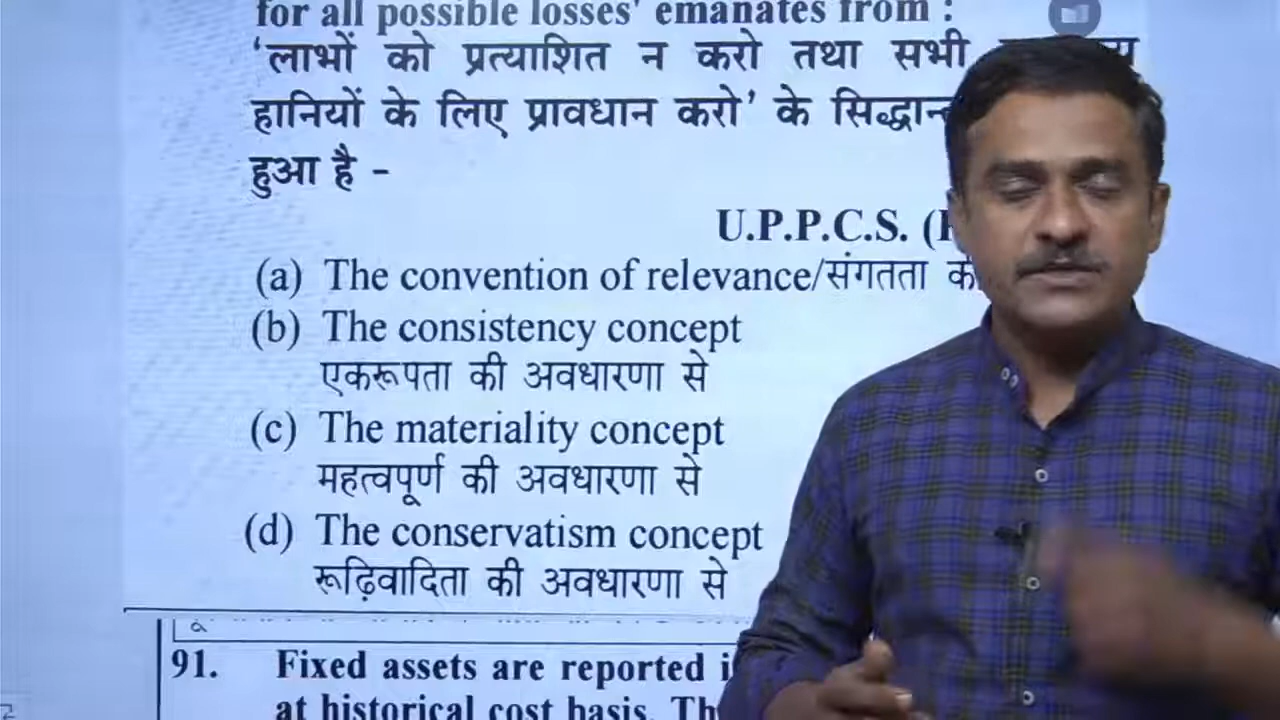 for all possible losses' emanates from :
'लाभों को प्रत्याशित न करो तथा सभी
हानियों के लिए प्रावधान करो' के सिद्धान्त
हुआ है -
U.P.P.C.S. (
(a) The convention of relevance/संगतता
(b) The consistency concept
एकरूपता की अवधारणा से
(c) The materiality concept
महत्वपूर्ण की अवधारणा से
(d) The conservatism concept
रूढ़िवादिता की अवधारणा से
91. Fixed assets are reported
at historical cost basis.